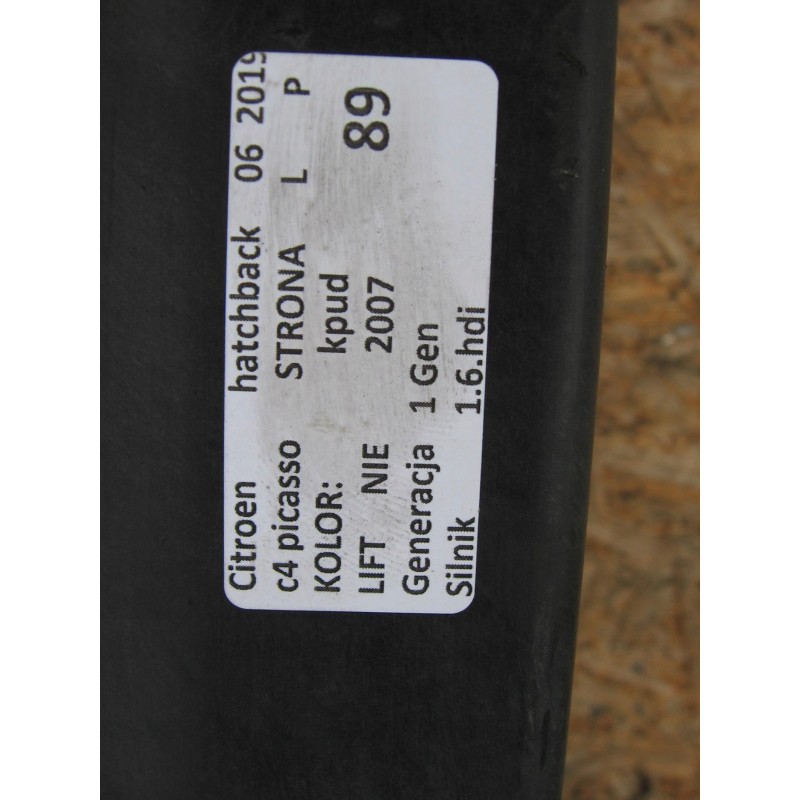 Citroen hatchback 06 2019
c4 picasso STRONA L P
KOLOR: kpud
LIFT NIE 2007 89
Generacja 1 Gen
Silnik 1.6.hdi